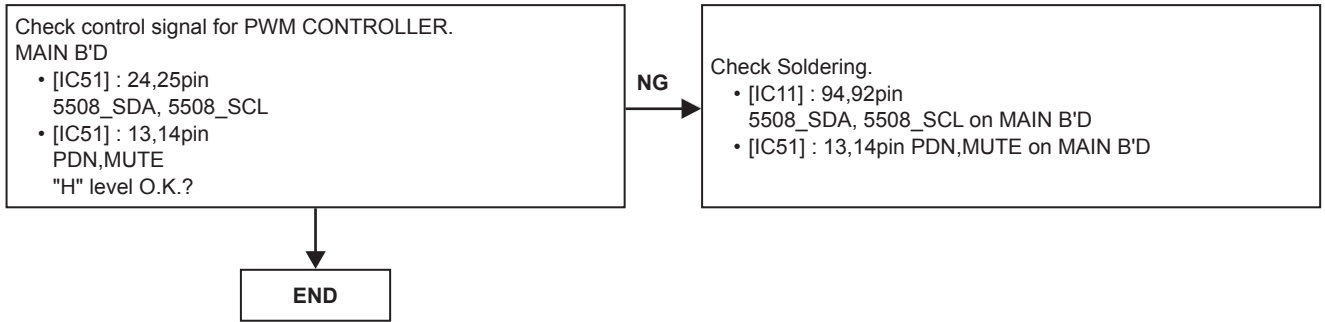 Check control signal for PWM CONTROLLER.
MAIN B'D
• [IC51] : 24,25pin
5508_SDA, 5508_SCL
• [IC51] : 13,14pin
PDN,MUTE
"H" level O.K.?
NG
Check Soldering.
• [IC11] : 94,92pin
5508_SDA, 5508_SCL on MAIN B'D
• [IC51] : 13,14pin PDN,MUTE on MAIN B'D
END